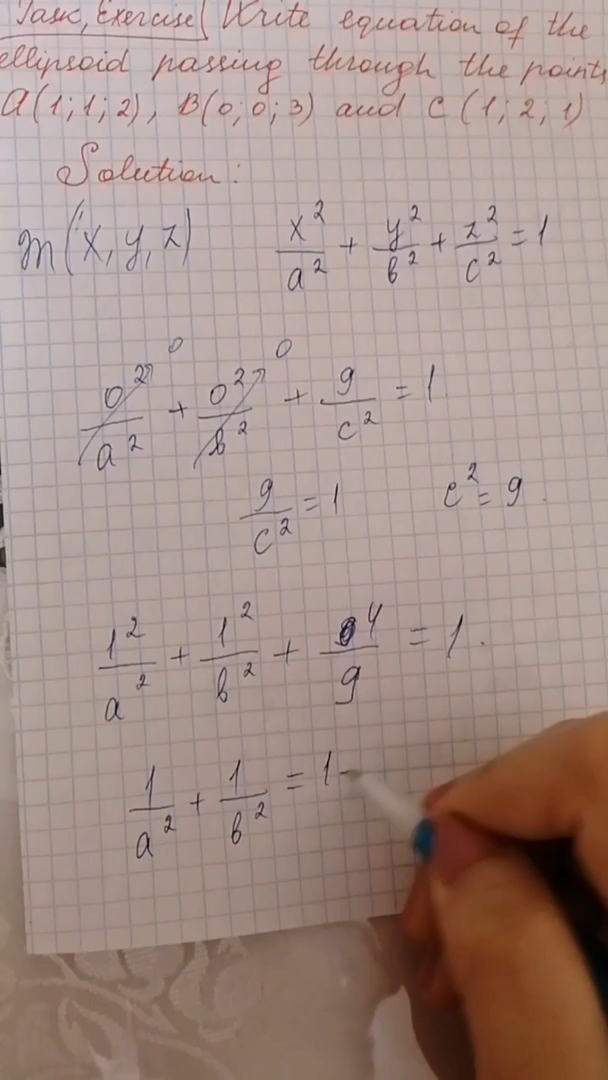 Task, Exercise Write equation of the
ellipsoid passing through the points
A(1; 1; 2), B(0; 0; 3) and C (1; 2; 1)
Solution:
m(x, y, z) x²/a² + y²/b² + z²/c² = 1
0 0
0²/a² + 0²/b² + 9/c² = 1
9/c² = 1 c² = 9.
1²/a² + 1²/b² + 4/9 = 1.
1/a² + 1/b² = 1-